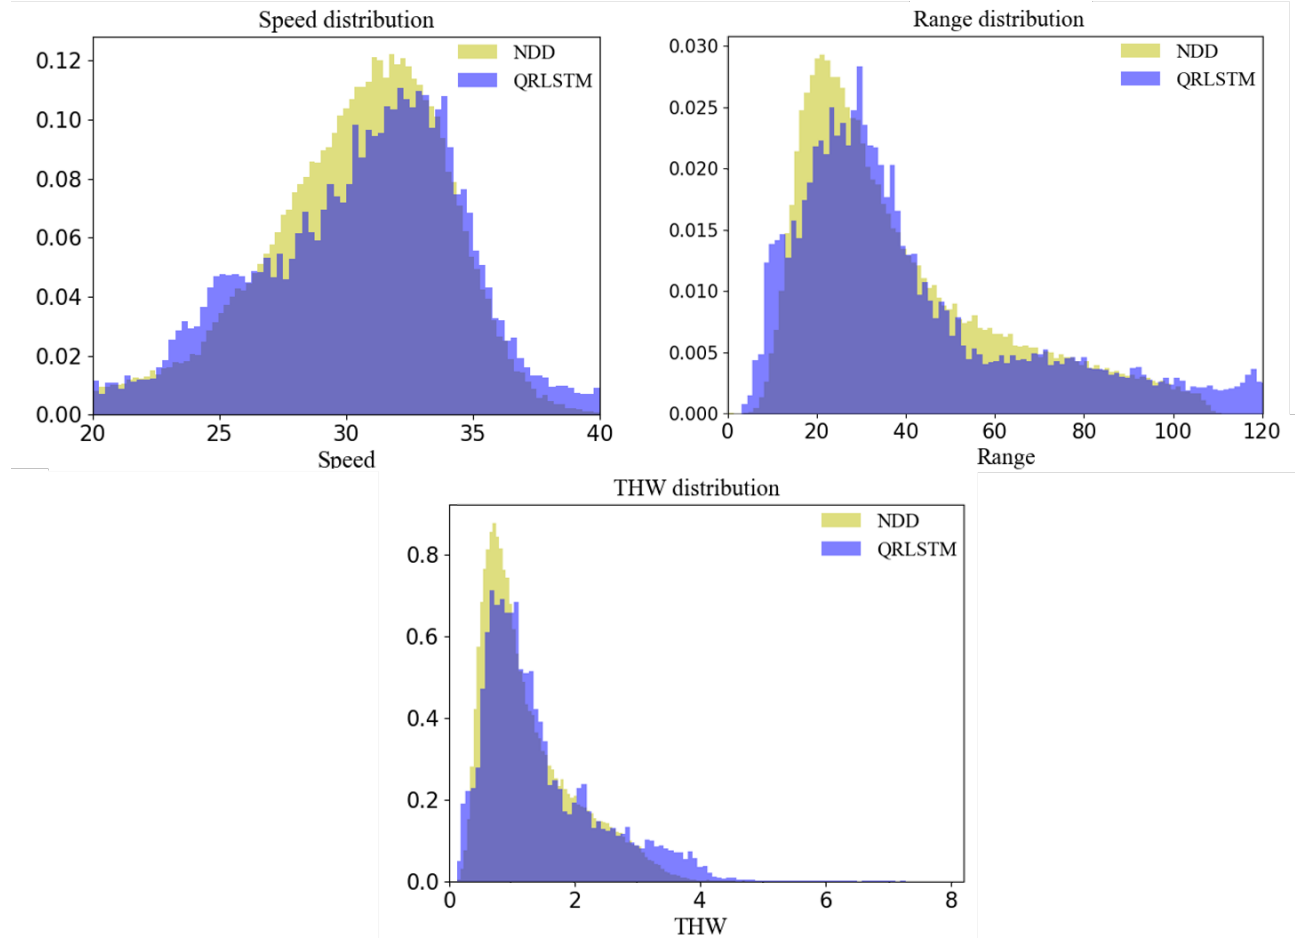 Speed distribution
NDD
QRLSTM
0.12
0.10
0.08
0.06
0.04
0.02
0.00
20 25 30 35 40
Speed
Range distribution
NDD
QRLSTM
0.030
0.025
0.020
0.015
0.010
0.005
0.000
0 20 40 60 80 100 120
Range
THW distribution
NDD
QRLSTM
0.8
0.6
0.4
0.2
0.0
0 2 4 6 8
THW